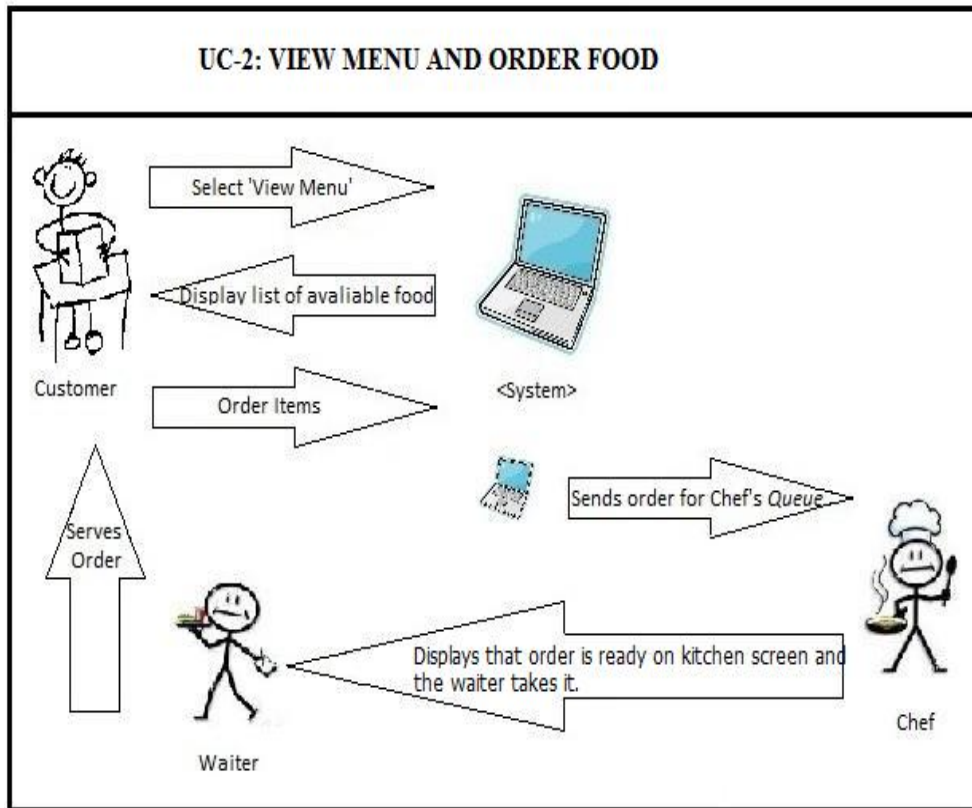 UC-2: VIEW MENU AND ORDER FOOD
Select 'View Menu'
Display list of avaliable food
Customer
<System>
Order Items
Sends order for Chef's Queue
Serves
Order
Displays that order is ready on kitchen screen and
the waiter takes it.
Chef
Waiter